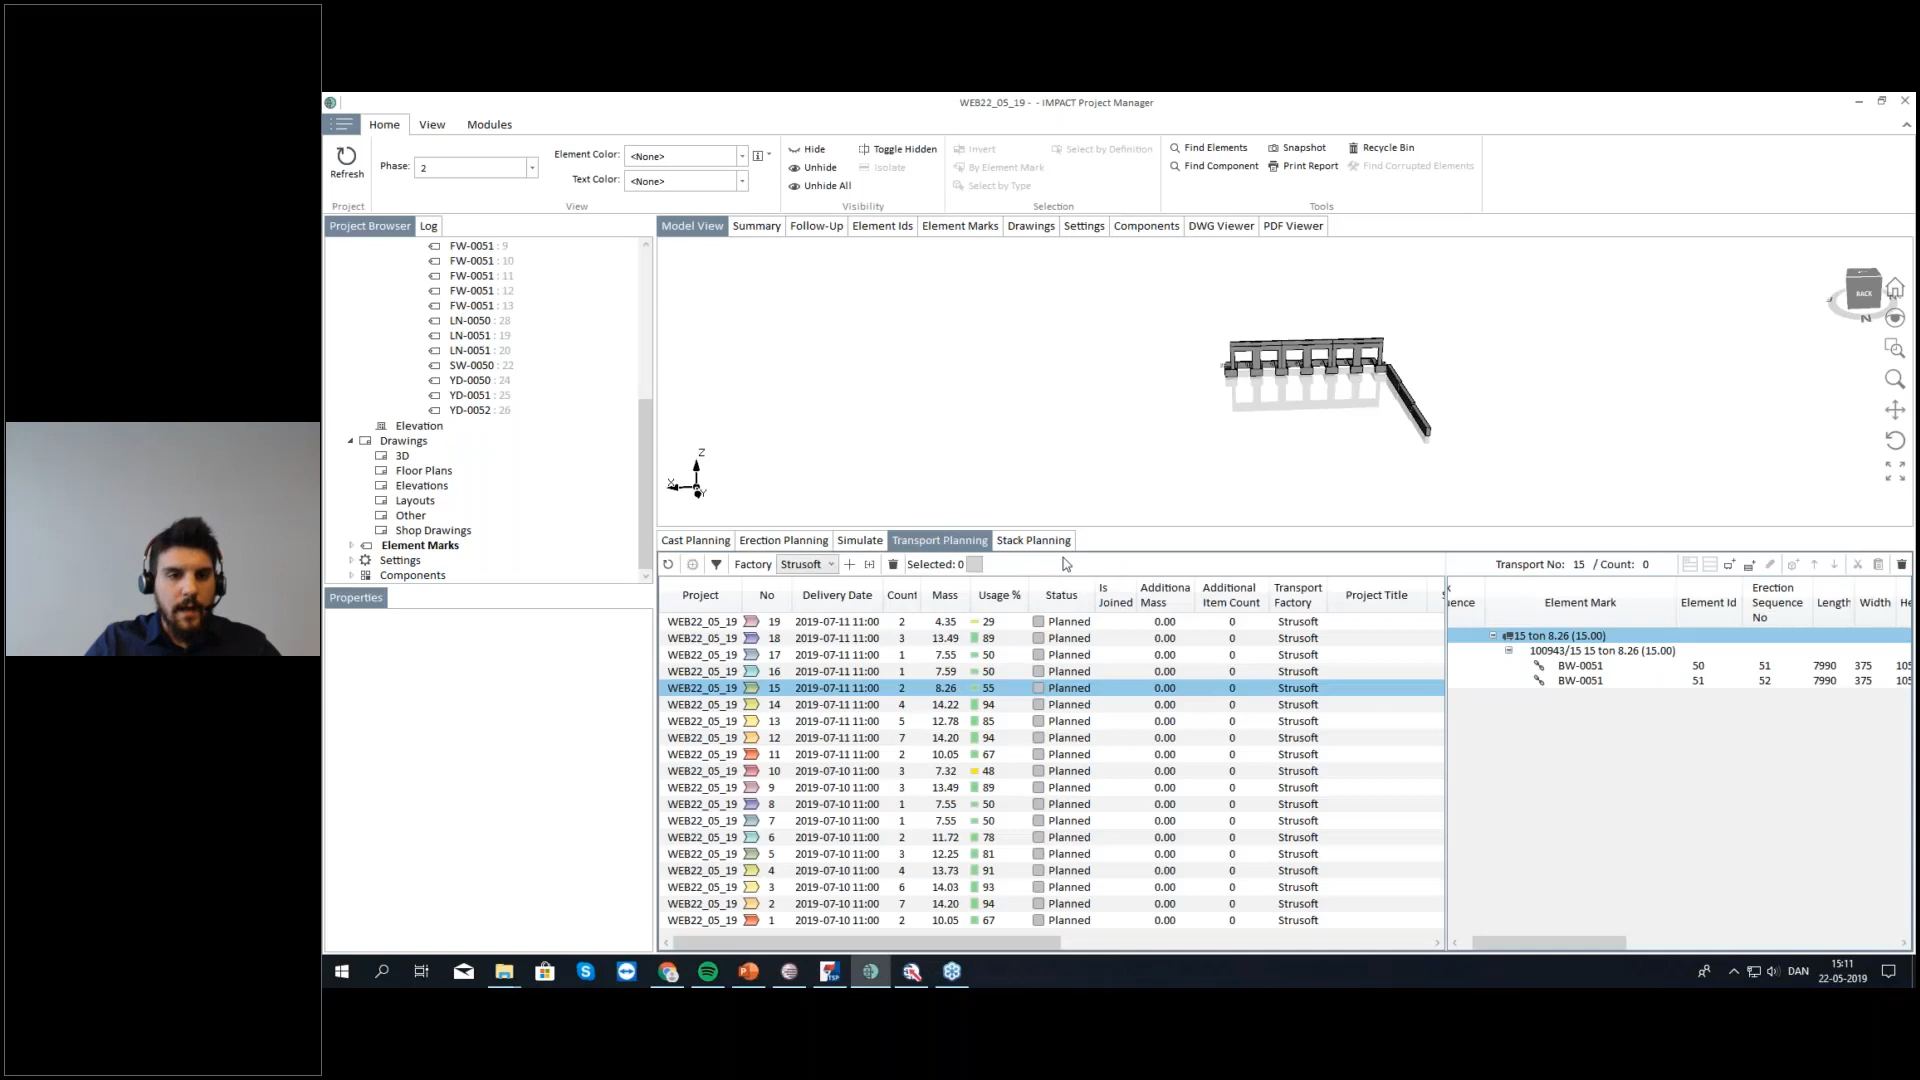 WEB22_05_19 - - IMPACT Project Manager
Home View Modules
Refresh
Project
Phase: 2
Element Color: <None>
Text Color: <None>
View
Hide Toggle Hidden
Unhide Isolate
Unhide All
Visibility
Invert Select by Definition
By Element Mark
Select by Type
Selection
Find Elements Snapshot Recycle Bin
Find Component Print Report Find Corrupted Elements
Tools
Project Browser Log
FW-0051 : 9
FW-0051 : 10
FW-0051 : 11
FW-0051 : 12
FW-0051 : 13
LN-0050 : 28
LN-0051 : 19
LN-0051 : 20
SW-0050 : 22
YD-0050 : 24
YD-0051 : 25
YD-0052 : 26
Elevation
Drawings
3D
Floor Plans
Elevations
Layouts
Other
Shop Drawings
Element Marks
Settings
Components
Properties
Model View Summary Follow-Up Element Ids Element Marks Drawings Settings Components DWG Viewer PDF Viewer
BACK
N
Z
X
Y
Cast Planning Erection Planning Simulate Transport Planning Stack Planning
Factory Strusoft Selected: 0
Project No Delivery Date Count Mass Usage % Status Is Joined Additiona Mass Additional Item Count Transport Factory Project Title
WEB22_05_19 19 2019-07-11 11:00 2 4.35 29 Planned 0.00 0 Strusoft
WEB22_05_19 18 2019-07-11 11:00 3 13.49 89 Planned 0.00 0 Strusoft
WEB22_05_19 17 2019-07-11 11:00 1 7.55 50 Planned 0.00 0 Strusoft
WEB22_05_19 16 2019-07-11 11:00 1 7.59 50 Planned 0.00 0 Strusoft
WEB22_05_19 15 2019-07-11 11:00 2 8.26 55 Planned 0.00 0 Strusoft
WEB22_05_19 14 2019-07-11 11:00 4 14.22 94 Planned 0.00 0 Strusoft
WEB22_05_19 13 2019-07-11 11:00 5 12.78 85 Planned 0.00 0 Strusoft
WEB22_05_19 12 2019-07-11 11:00 7 14.20 94 Planned 0.00 0 Strusoft
WEB22_05_19 11 2019-07-11 11:00 2 10.05 67 Planned 0.00 0 Strusoft
WEB22_05_19 10 2019-07-10 11:00 3 7.32 48 Planned 0.00 0 Strusoft
WEB22_05_19 9 2019-07-10 11:00 3 13.49 89 Planned 0.00 0 Strusoft
WEB22_05_19 8 2019-07-10 11:00 1 7.55 50 Planned 0.00 0 Strusoft
WEB22_05_19 7 2019-07-10 11:00 1 7.55 50 Planned 0.00 0 Strusoft
WEB22_05_19 6 2019-07-10 11:00 2 11.72 78 Planned 0.00 0 Strusoft
WEB22_05_19 5 2019-07-10 11:00 3 12.25 81 Planned 0.00 0 Strusoft
WEB22_05_19 4 2019-07-10 11:00 4 13.73 91 Planned 0.00 0 Strusoft
WEB22_05_19 3 2019-07-10 11:00 6 14.03 93 Planned 0.00 0 Strusoft
WEB22_05_19 2 2019-07-10 11:00 7 14.20 94 Planned 0.00 0 Strusoft
WEB22_05_19 1 2019-07-10 11:00 2 10.05 67 Planned 0.00 0 Strusoft
Transport No: 15 / Count: 0
ence Element Mark Element Id Erection Sequence No Length Width He
15 ton 8.26 (15.00)
100943/15 15 ton 8.26 (15.00)
BW-0051 50 51 7990 375 105
BW-0051 51 52 7990 375 105
TSP
DAN
15:11
22-05-2019